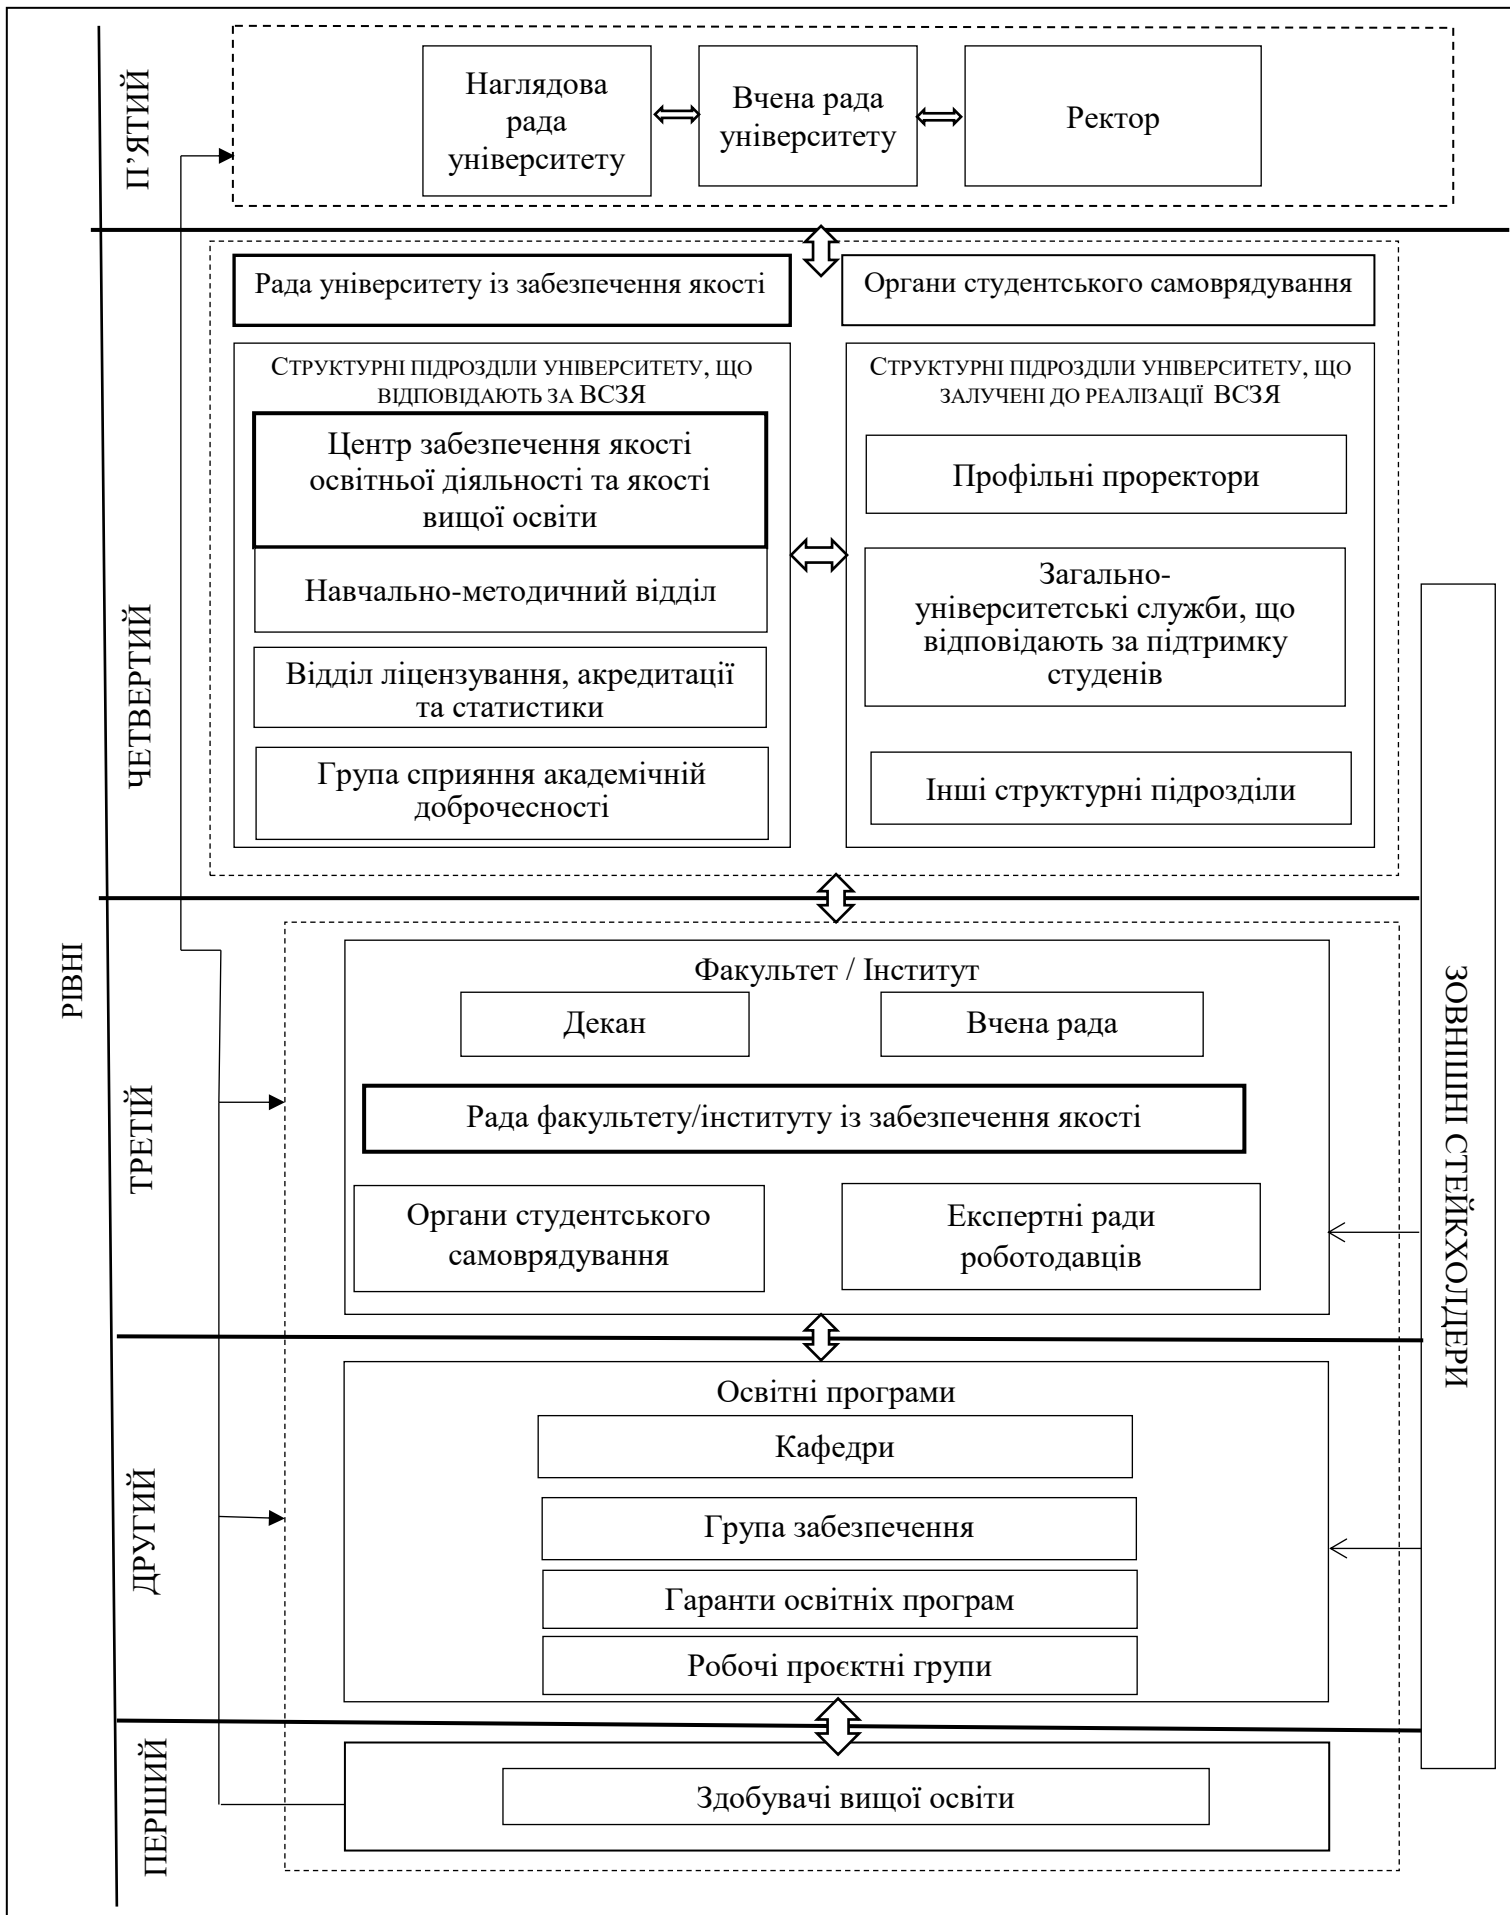 П’ЯТИЙ
Наглядова
рада
університету
Вчена рада
університету
Ректор
РІВНІ
ЧЕТВЕРТИЙ
Рада університету із забезпечення якості
Органи студентського самоврядування
СТРУКТУРНІ ПІДРОЗДІЛИ УНІВЕРСИТЕТУ, ЩО
ВІДПОВІДАЮТЬ ЗА ВСЗЯ
Центр забезпечення якості
освітньої діяльності та якості
вищої освіти
Навчально-методичний відділ
Відділ ліцензування, акредитації
та статистики
Група сприяння академічній
доброчесності
СТРУКТУРНІ ПІДРОЗДІЛИ УНІВЕРСИТЕТУ, ЩО
ЗАЛУЧЕНІ ДО РЕАЛІЗАЦІЇ ВСЗЯ
Профільні проректори
Загально-
університетські служби, що
відповідають за підтримку
студенів
Інші структурні підрозділи
ТРЕТІЙ
Факультет / Інститут
Декан
Вчена рада
Рада факультету/інституту із забезпечення якості
Органи студентського
самоврядування
Експертні ради
роботодавців
ЗОВНІШНІ СТЕЙКХОЛДЕРИ
ДРУГИЙ
Освітні програми
Кафедри
Група забезпечення
Гаранти освітніх програм
Робочі проєктні групи
ПЕРШИЙ
Здобувачі вищої освіти